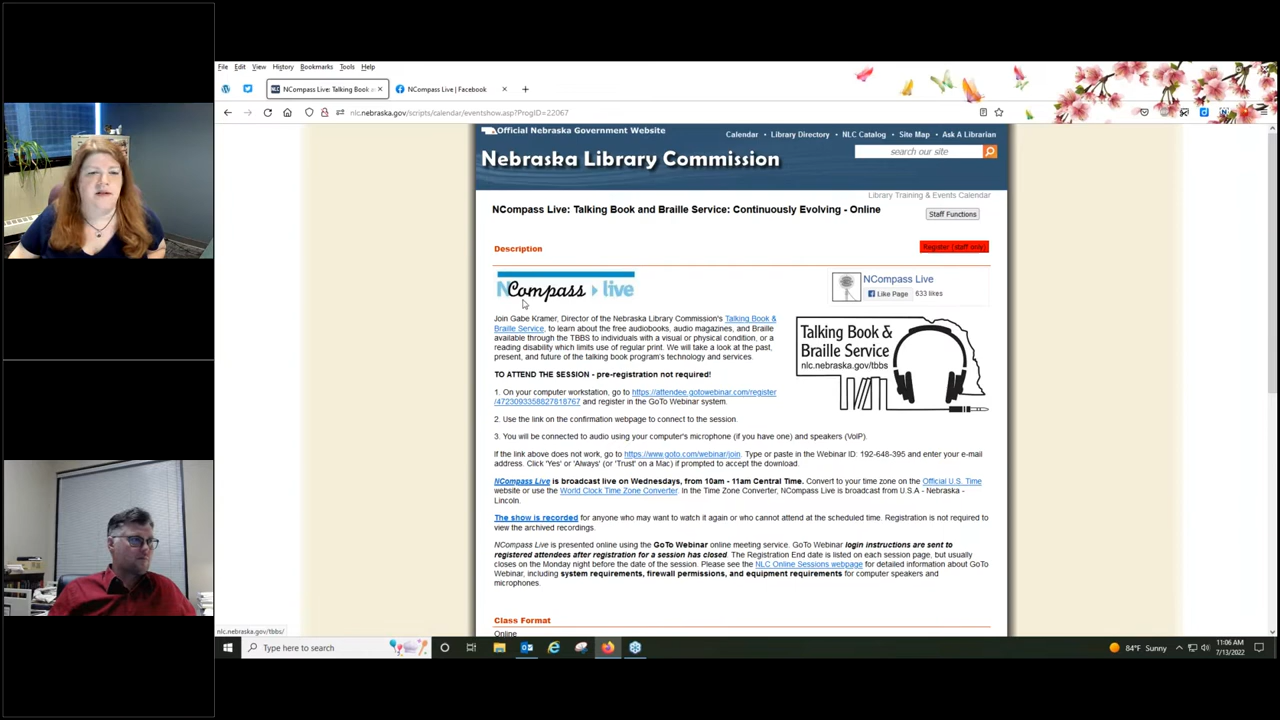 File Edit View History Bookmarks Tools Help
NCompass Live: Talking Book a
NCompass Live | Facebook
nlc.nebraska.gov/scripts/calendar/eventshow.asp?ProgID=22067
Official Nebraska Government Website
Calendar • Library Directory • NLC Catalog • Site Map • Ask A Librarian
Nebraska Library Commission
search our site
Library Training & Events Calendar
NCompass Live: Talking Book and Braille Service: Continuously Evolving - Online
Staff Functions
Description
Register (staff only)
NCompass live
NCompass Live
Like Page 633 likes
Join Gabe Kramer, Director of the Nebraska Library Commission's Talking Book &
Braille Service, to learn about the free audiobooks, audio magazines, and Braille
available through the TBBS to individuals with a visual or physical condition, or a
reading disability which limits use of regular print. We will take a look at the past,
present, and future of the talking book program's technology and services.
Talking Book &
Braille Service
nlc.nebraska.gov/tbbs
TO ATTEND THE SESSION - pre-registration not required!
1. On your computer workstation, go to https://attendee.gotowebinar.com/register
/4723093358827818767 and register in the GoTo Webinar system.
2. Use the link on the confirmation webpage to connect to the session.
3. You will be connected to audio using your computer's microphone (if you have one) and speakers (VoIP).
If the link above does not work, go to https://www.goto.com/webinar/join. Type or paste in the Webinar ID: 192-648-395 and enter your e-mail
address. Click 'Yes' or 'Always' (or 'Trust' on a Mac) if prompted to accept the download.
NCompass Live is broadcast live on Wednesdays, from 10am - 11am Central Time. Convert to your time zone on the Official U.S. Time
website or use the World Clock Time Zone Converter. In the Time Zone Converter, NCompass Live is broadcast from U.S.A - Nebraska -
Lincoln.
The show is recorded for anyone who may want to watch it again or who cannot attend at the scheduled time. Registration is not required to
view the archived recordings.
NCompass Live is presented online using the GoTo Webinar online meeting service. GoTo Webinar login instructions are sent to
registered attendees after registration for a session has closed. The Registration End date is listed on each session page, but usually
closes on the Monday night before the date of the session. Please see the NLC Online Sessions webpage for detailed information about GoTo
Webinar, including system requirements, firewall permissions, and equipment requirements for computer speakers and
microphones.
Class Format
Online
nlc.nebraska.gov/tbbs/
Type here to search
84°F Sunny
11:06 AM
7/13/2022